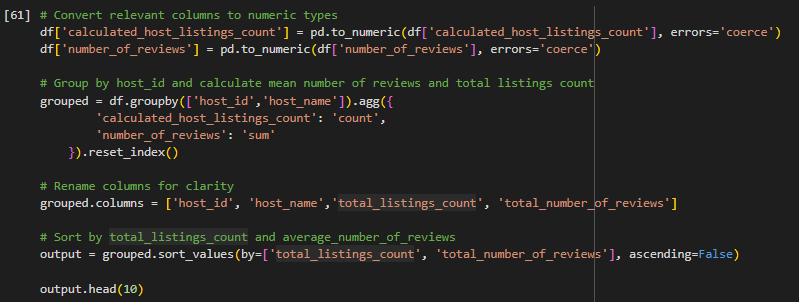 [61] # Convert relevant columns to numeric types
df['calculated_host_listings_count'] = pd.to_numeric(df['calculated_host_listings_count'], errors='coerce')
df['number_of_reviews'] = pd.to_numeric(df['number_of_reviews'], errors='coerce')

# Group by host_id and calculate mean number of reviews and total listings count
grouped = df.groupby(['host_id','host_name']).agg({
        'calculated_host_listings_count': 'count',
        'number_of_reviews': 'sum'
    }).reset_index()

# Rename columns for clarity
grouped.columns = ['host_id', 'host_name','total_listings_count', 'total_number_of_reviews']

# Sort by total_listings_count and average_number_of_reviews
output = grouped.sort_values(by=['total_listings_count', 'total_number_of_reviews'], ascending=False)

output.head(10)